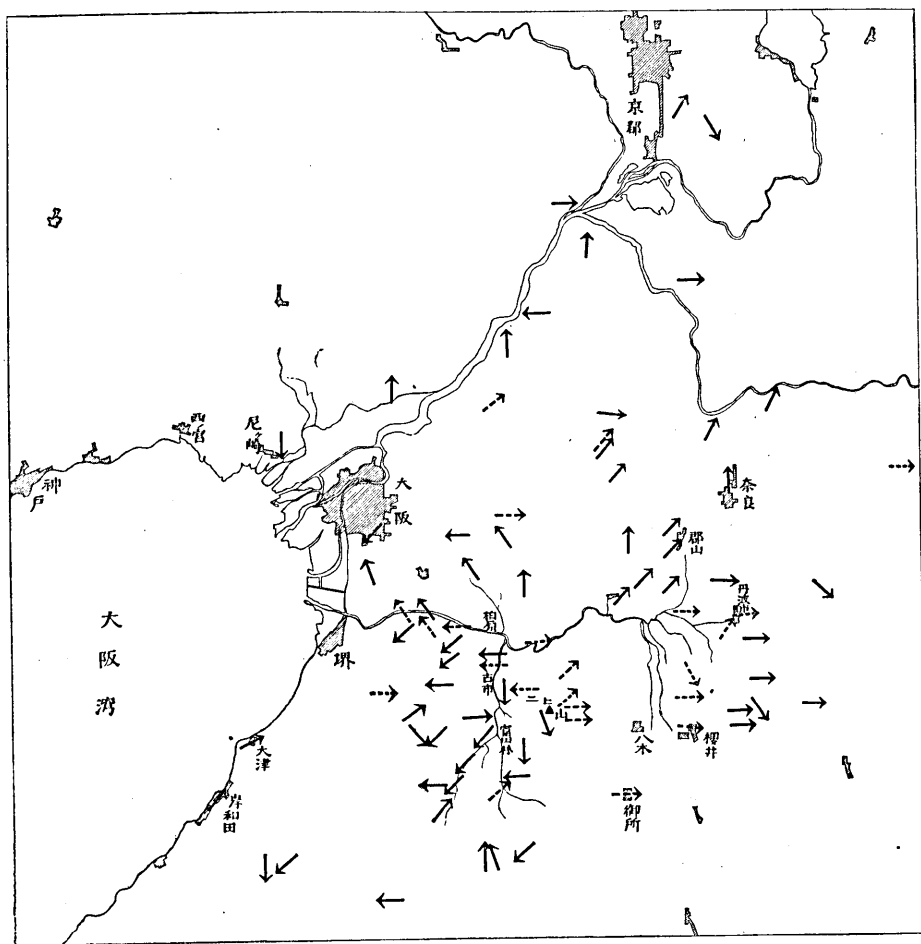 京都
西宮
尼崎
神戸
大阪
奈良
郡山
丹波市
大阪湾
堺
柏原
古市
二上山
富田林
八木
桜井
大津
岸和田
御所